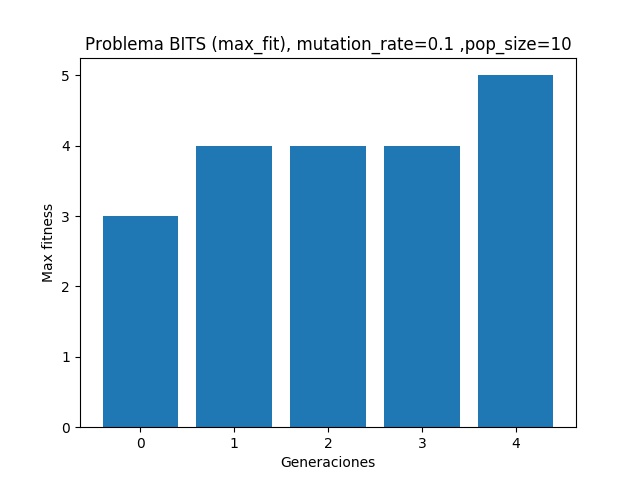 Problema BITS (max_fit), mutation_rate=0.1 ,pop_size=10
5
4
3
2
1
0
Max fitness
0 1 2 3 4
Generaciones